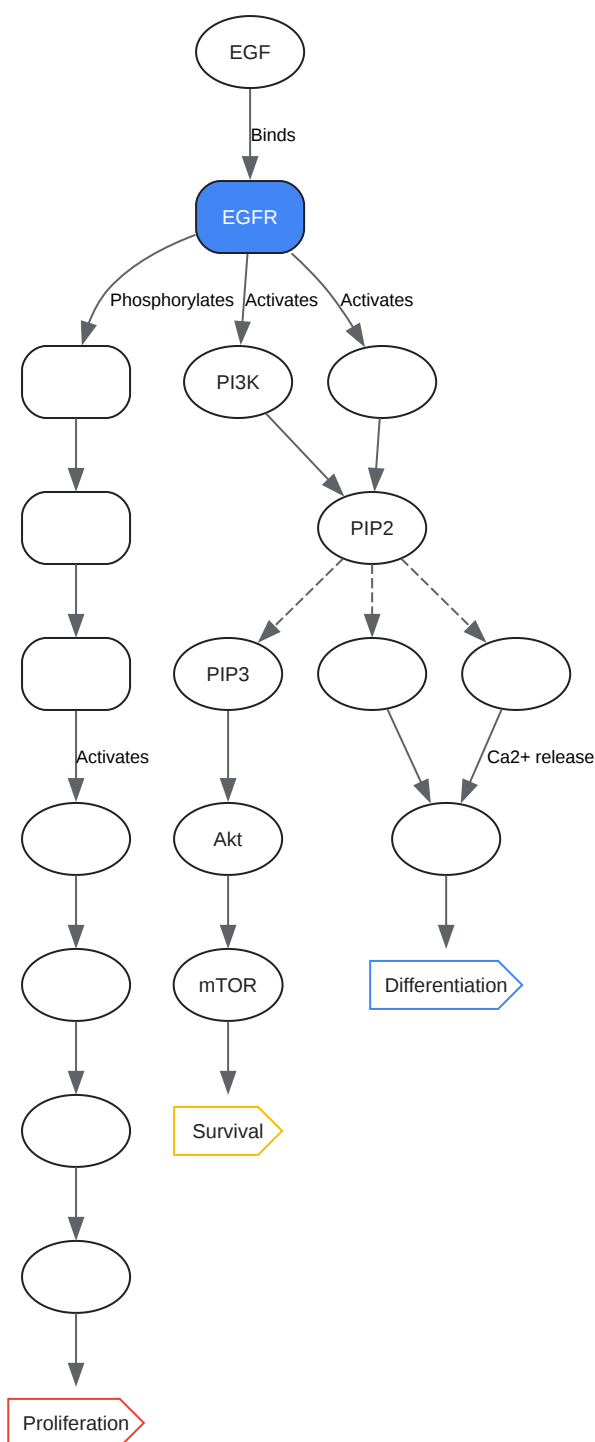 EGF
Binds
EGFR
Phosphorylates
Activates
Activates
PI3K
PIP2
PIP3
Activates
Ca2+ release
Akt
mTOR
Differentiation
Survival
Proliferation